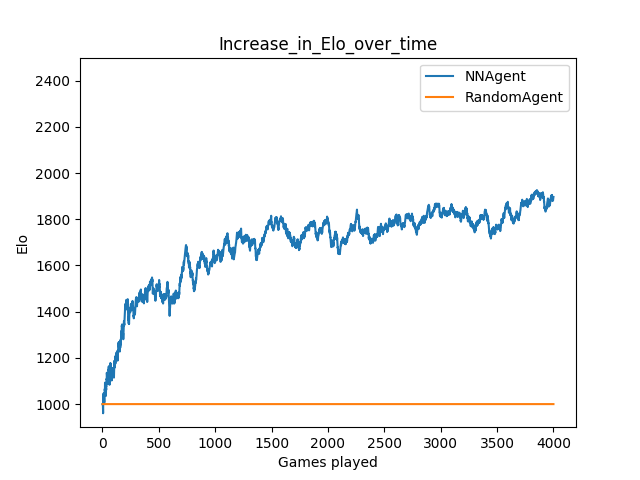 Increase_in_Elo_over_time
NNAgent
RandomAgent
2400
2200
2000
1800
1600
1400
1200
1000
Elo
0 500 1000 1500 2000 2500 3000 3500 4000
Games played